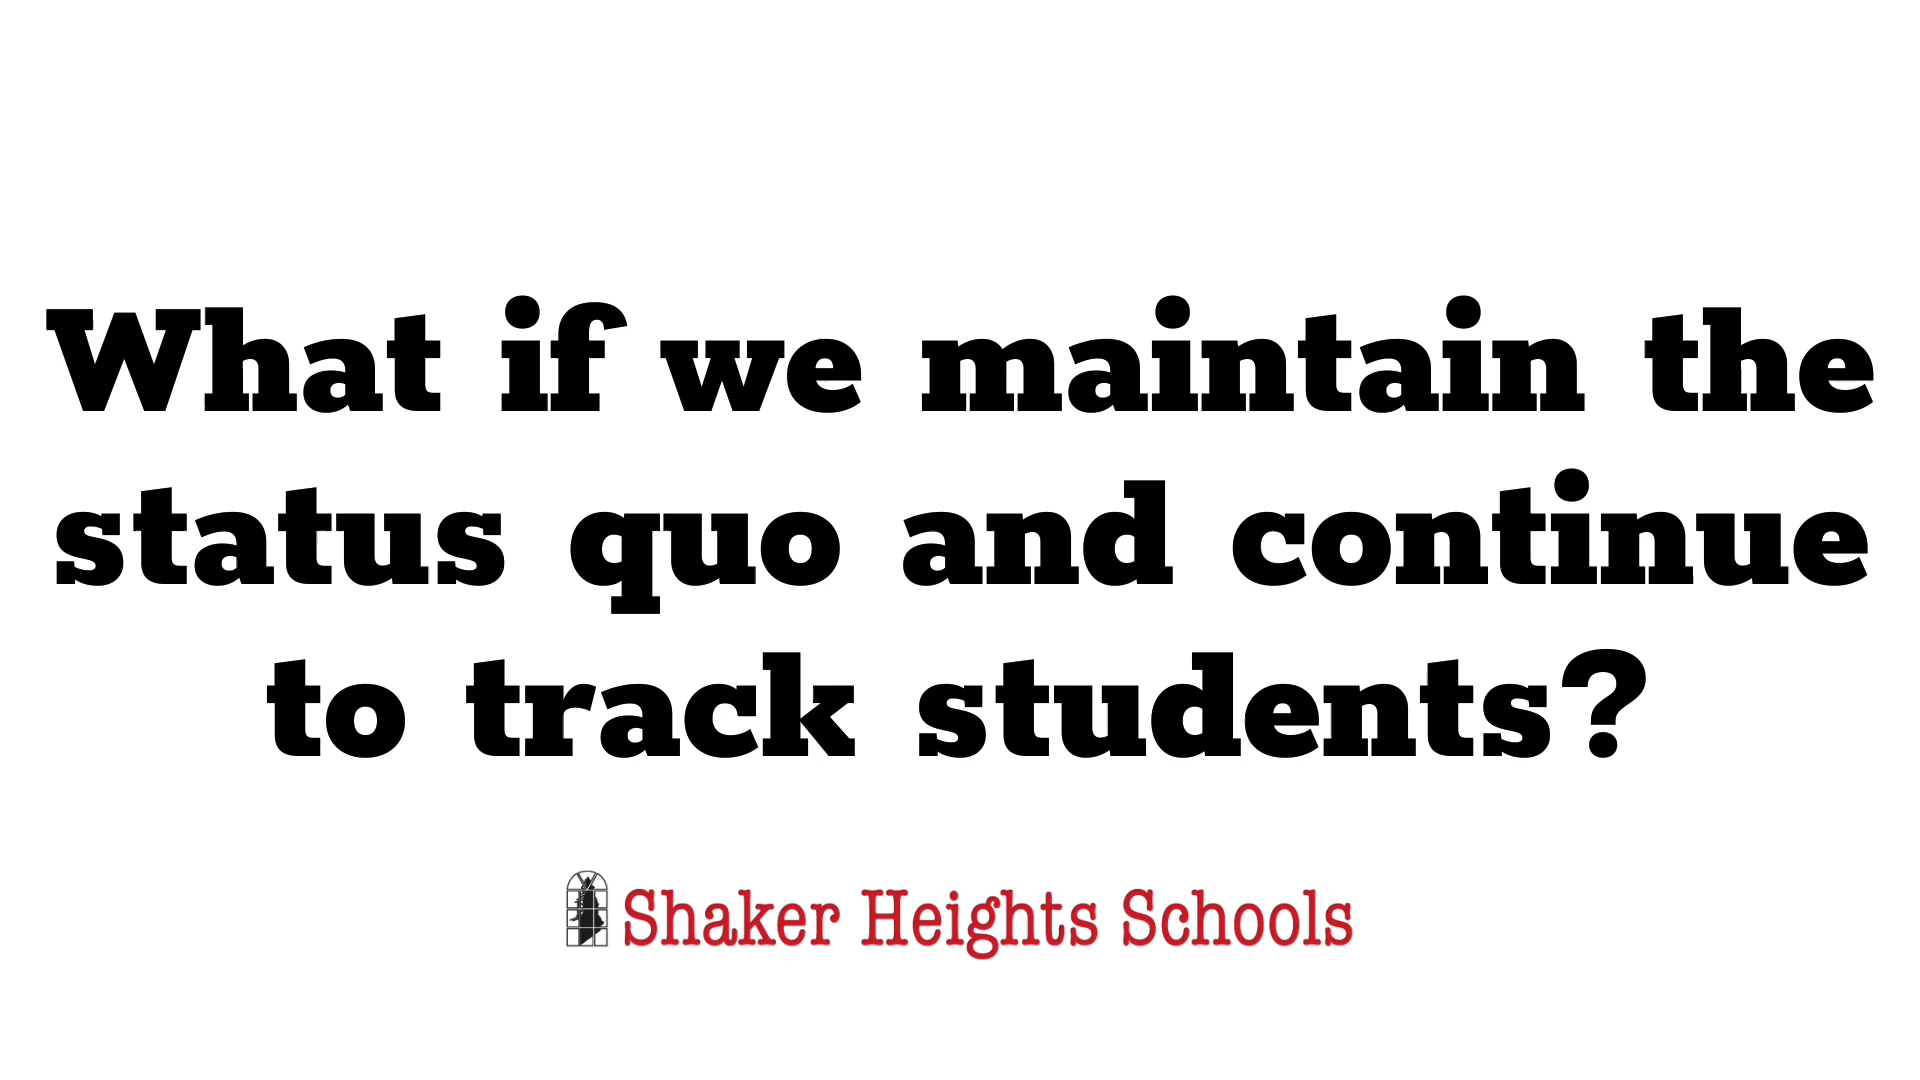 What if we maintain the
status quo and continue
to track students?
Shaker Heights Schools